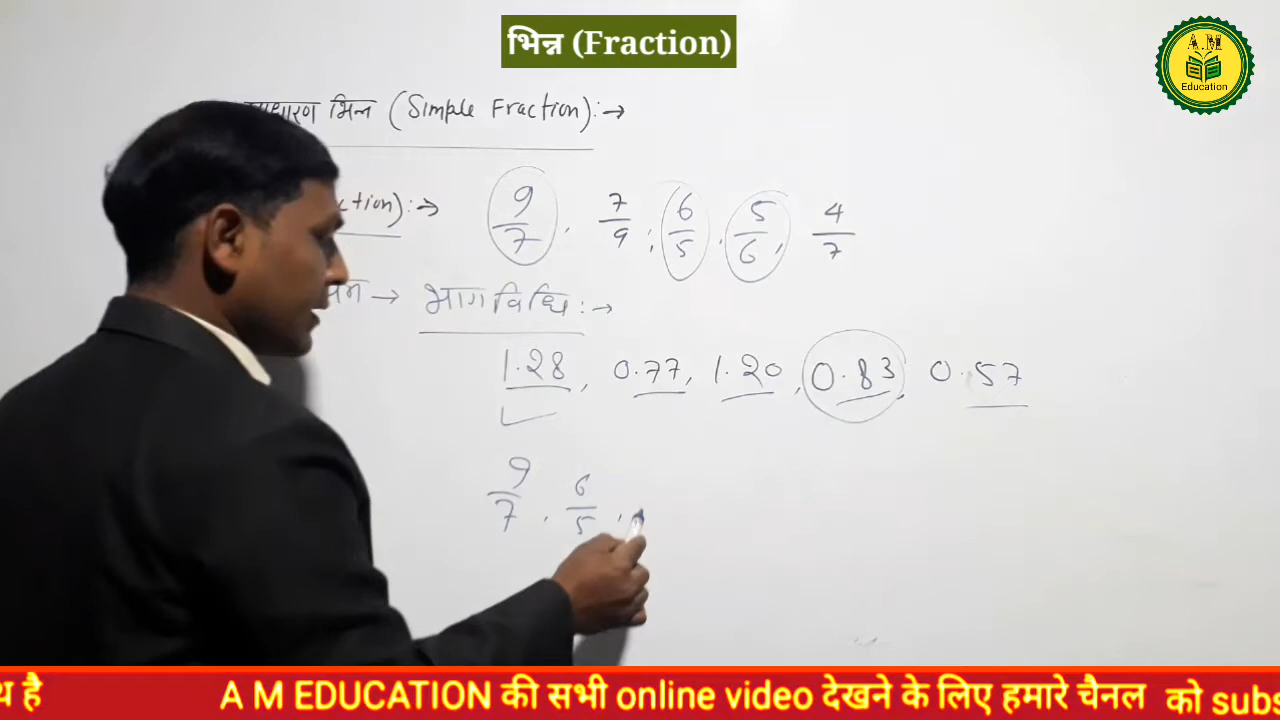 भिन्न (Fraction)
A.M
Education
साधारण भिन्न (Simple Fraction):→
ction):→ 9/7, 7/9, 6/5, 5/6, 4/7
→ भागविधि:→
1.28, 0.77, 1.20, 0.83, 0.57
9/7, 6/5,
थ है A M EDUCATION की सभी online video देखने के लिए हमारे चैनल को subs